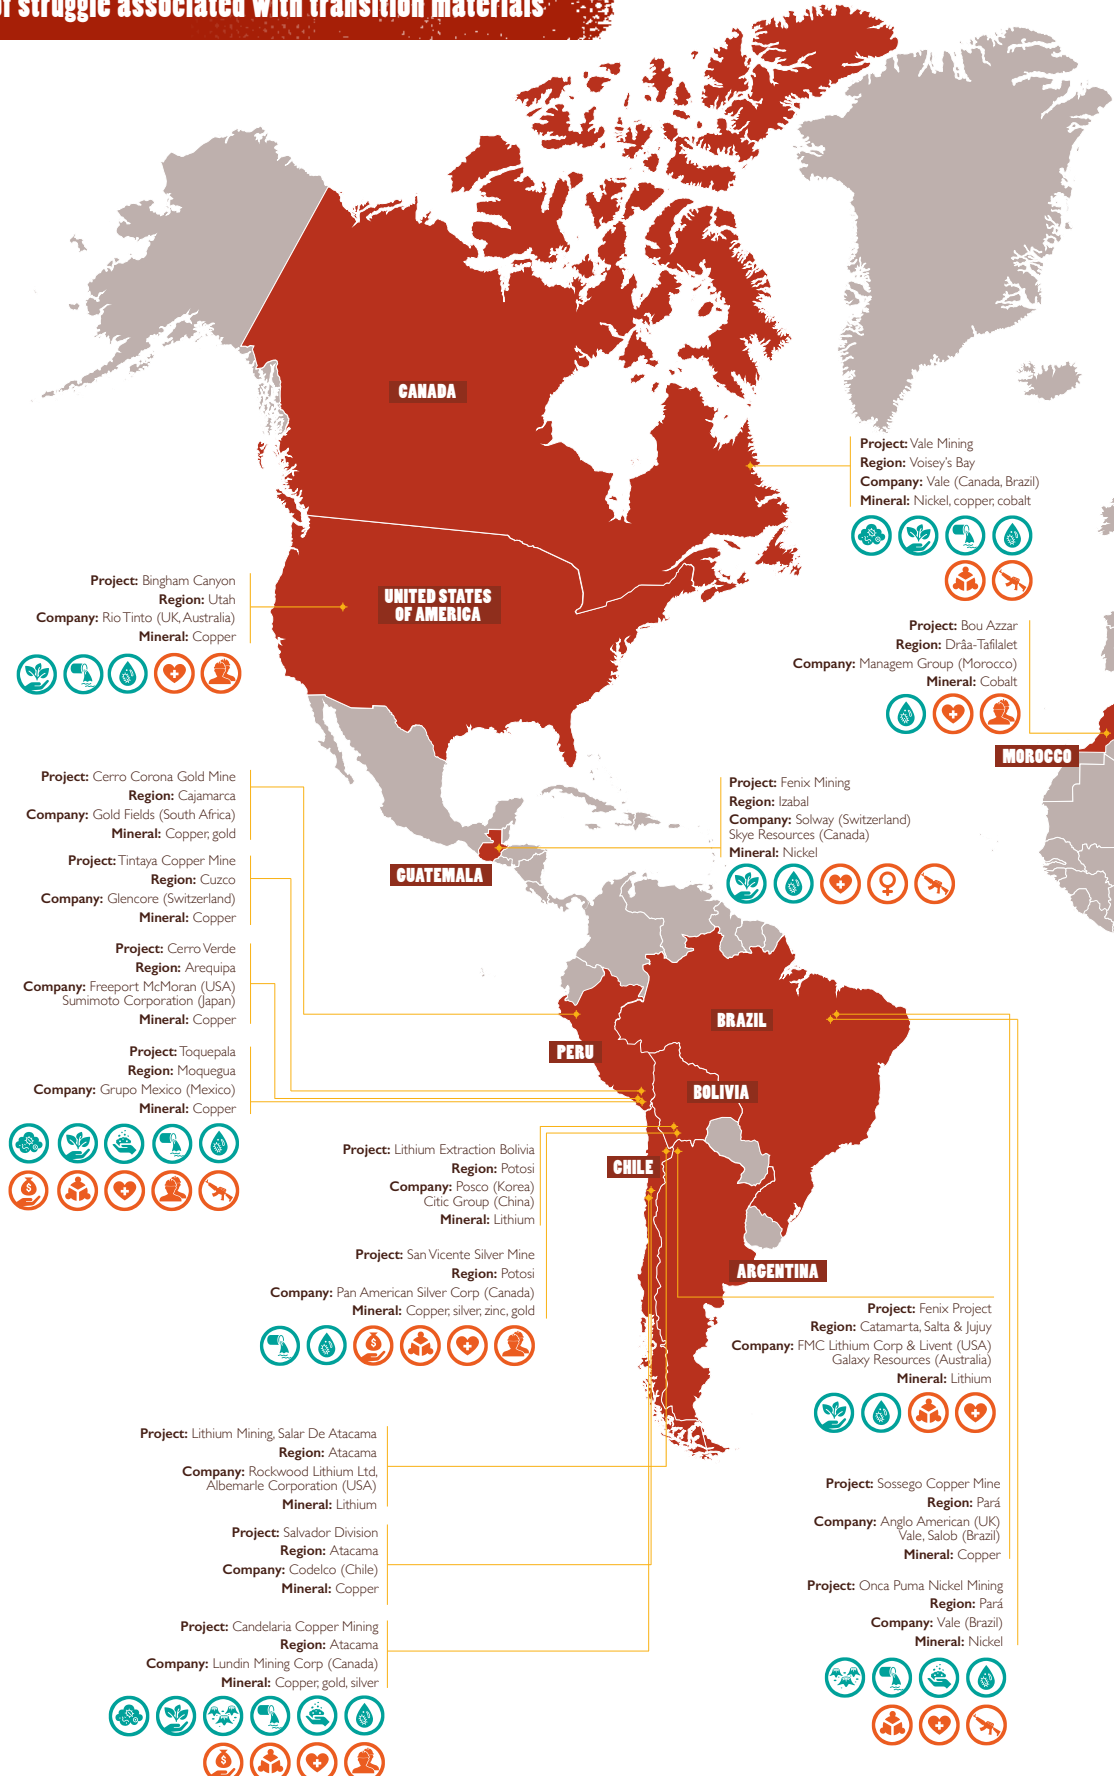 of struggle associated with transition materials
CANADA
Project: Vale Mining
Region: Voisey's Bay
Company: Vale (Canada, Brazil)
Mineral: Nickel, copper, cobalt
Project: Bingham Canyon
Region: Utah
Company: Rio Tinto (UK, Australia)
Mineral: Copper
UNITED STATES
OF AMERICA
Project: Bou Azzar
Region: Drâa-Tafilalet
Company: Managem Group (Morocco)
Mineral: Cobalt
MOROCCO
Project: Cerro Corona Gold Mine
Region: Cajamarca
Company: Gold Fields (South Africa)
Mineral: Copper, gold
Project: Fenix Mining
Region: Izabal
Company: Solway (Switzerland)
Skye Resources (Canada)
Mineral: Nickel
GUATEMALA
Project: Tintaya Copper Mine
Region: Cuzco
Company: Glencore (Switzerland)
Mineral: Copper
Project: Cerro Verde
Region: Arequipa
Company: Freeport McMoran (USA)
Sumimoto Corporation (Japan)
Mineral: Copper
BRAZIL
PERU
BOLIVIA
Project: Toquepala
Region: Moquegua
Company: Grupo Mexico (Mexico)
Mineral: Copper
Project: Lithium Extraction Bolivia
Region: Potosi
Company: Posco (Korea)
Citic Group (China)
Mineral: Lithium
CHILE
Project: San Vicente Silver Mine
Region: Potosi
Company: Pan American Silver Corp (Canada)
Mineral: Copper, silver, zinc, gold
ARGENTINA
Project: Fenix Project
Region: Catamarta, Salta & Jujuy
Company: FMC Lithium Corp & Livent (USA)
Galaxy Resources (Australia)
Mineral: Lithium
Project: Lithium Mining, Salar De Atacama
Region: Atacama
Company: Rockwood Lithium Ltd,
Albemarle Corporation (USA)
Mineral: Lithium
Project: Sossego Copper Mine
Region: Pará
Company: Anglo American (UK)
Vale, Salob (Brazil)
Mineral: Copper
Project: Salvador Division
Region: Atacama
Company: Codelco (Chile)
Mineral: Copper
Project: Onca Puma Nickel Mining
Region: Pará
Company: Vale (Brazil)
Mineral: Nickel
Project: Candelaria Copper Mining
Region: Atacama
Company: Lundin Mining Corp (Canada)
Mineral: Copper, gold, silver